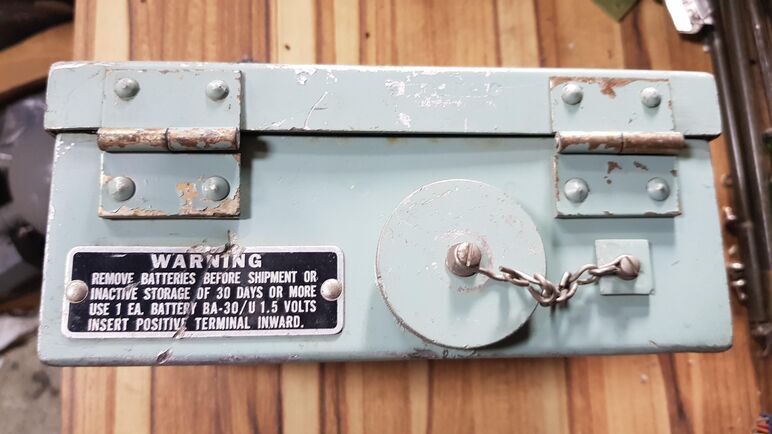 WARNING
REMOVE BATTERIES BEFORE SHIPMENT OR
INACTIVE STORAGE OF 30 DAYS OR MORE
USE 1 EA. BATTERY BA-30/U 1.5 VOLTS
INSERT POSITIVE TERMINAL INWARD.